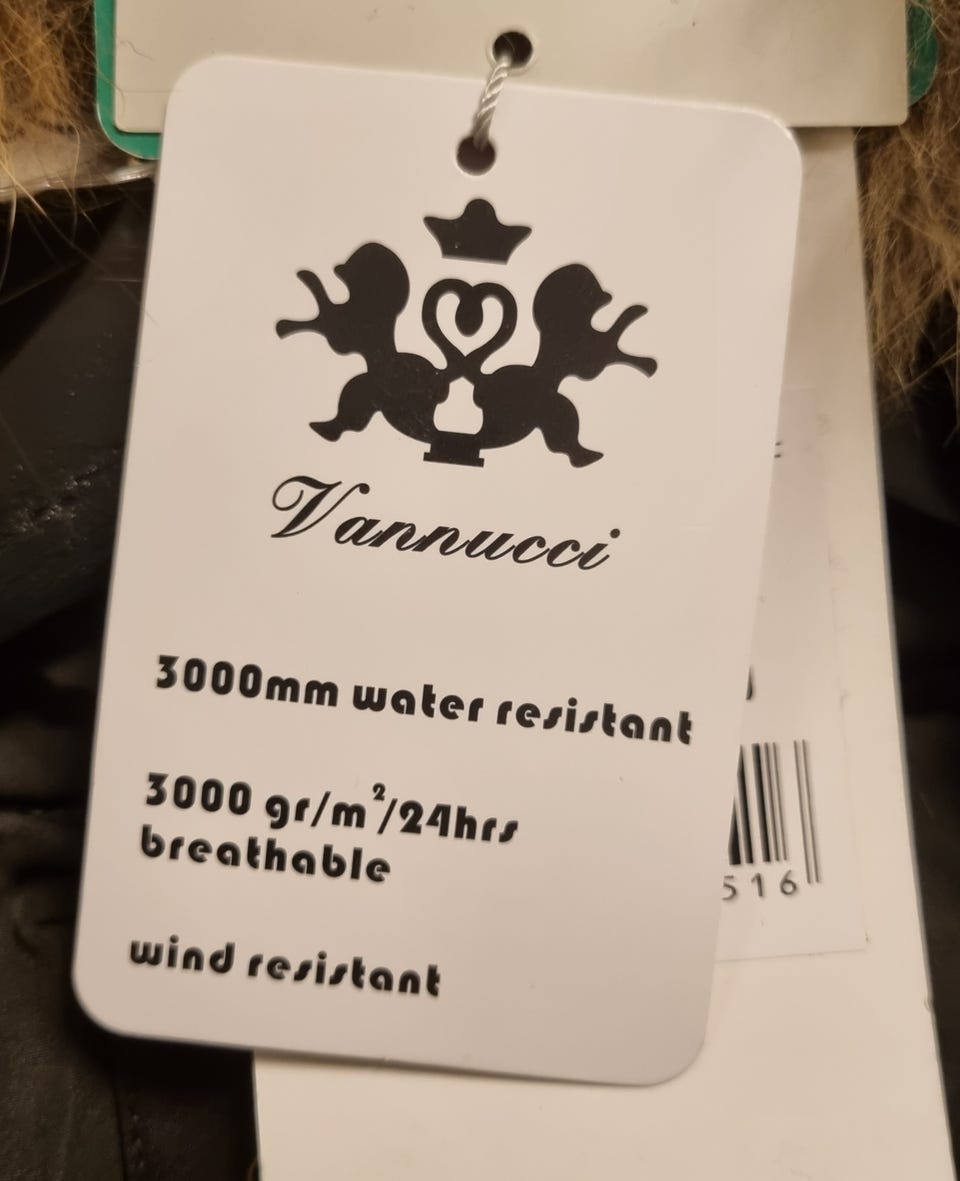 Vannucci
3000mm water resistant
3000 gr/m²/24hrs
breathable
wind resistant
516